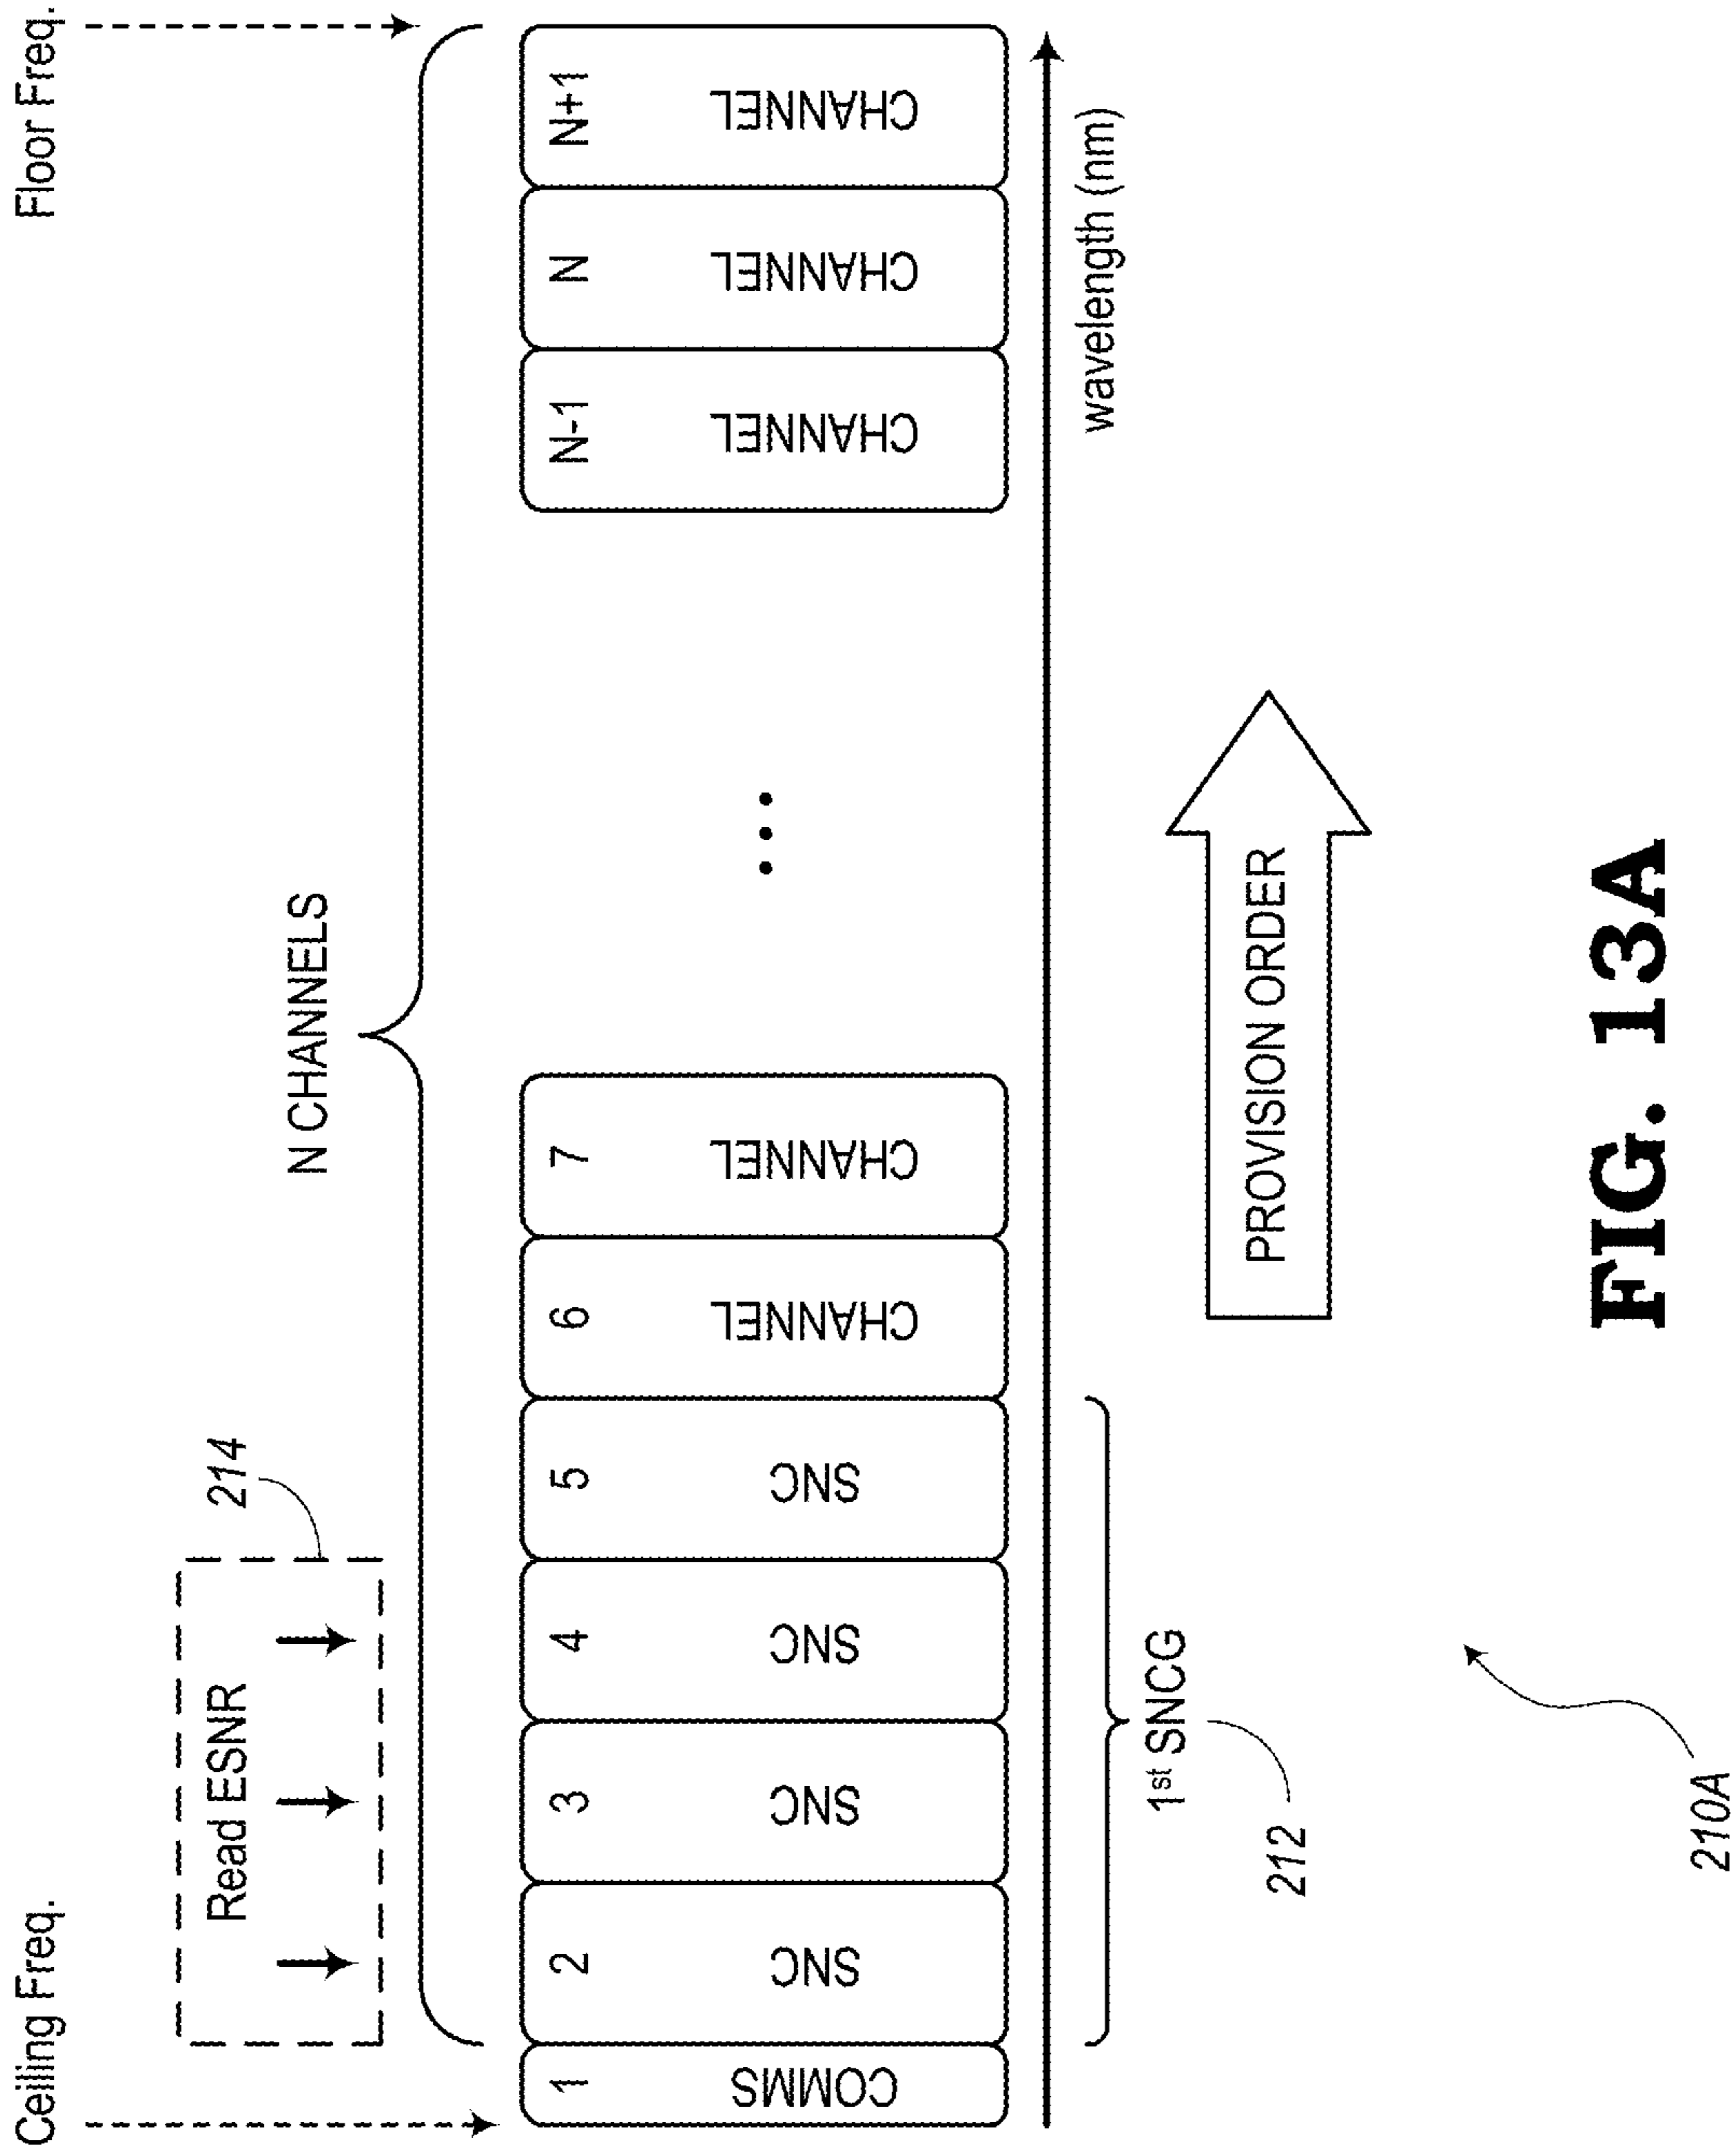 Ceiling Freq.
Floor Freq.
Read ESNR
214
N CHANNELS
1 2 3 4 5 6 7 N-1 N N+1
COMMS SNC SNC SNC SNC CHANNEL CHANNEL ... CHANNEL CHANNEL CHANNEL
wavelength (nm)
1st SNCG
212
PROVISION ORDER
210A
FIG. 13A